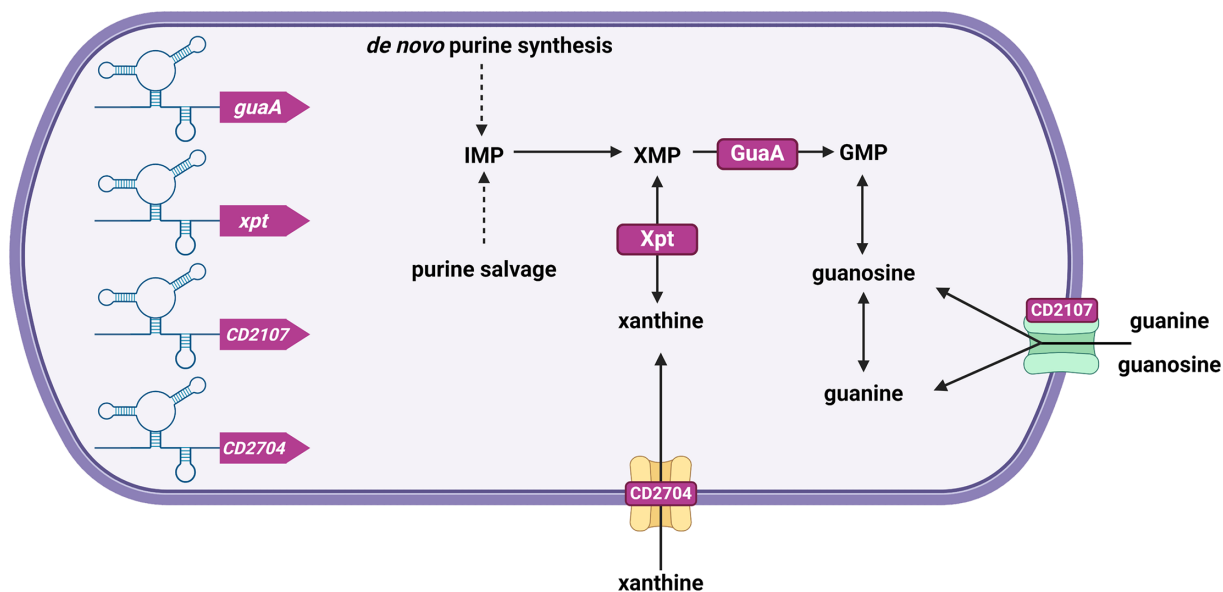 de novo purine synthesis
guaA
IMP
XMP
GuaA
GMP
xpt
Xpt
purine salvage
guanosine
xanthine
CD2107
CD2107
guanine
guanosine
guanine
CD2704
CD2704
xanthine